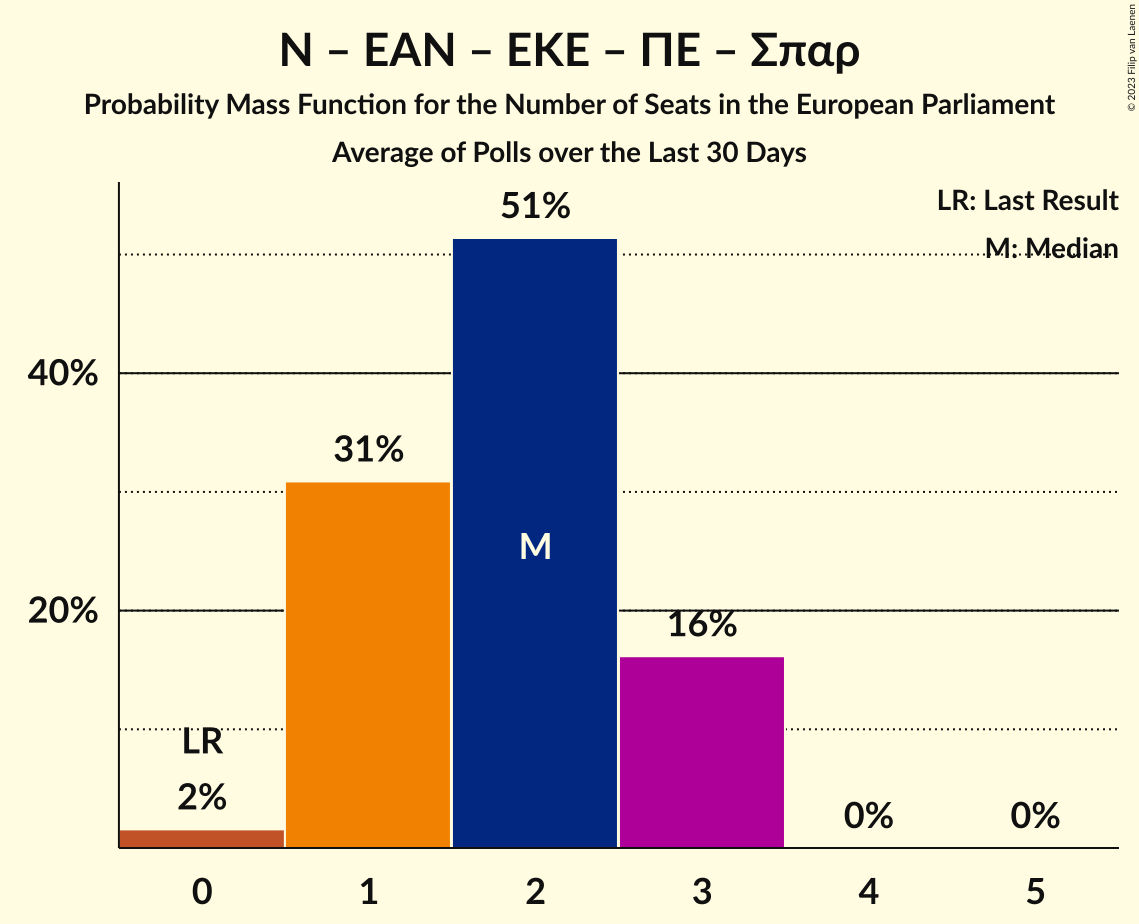 Ν – ΕΑΝ – ΕΚΕ – ΠΕ – Σπαρ
Probability Mass Function for the Number of Seats in the European Parliament
Average of Polls over the Last 30 Days
© 2023 Filip van Laenen
LR: Last Result
M: Median
51%
40%
31%
M
20%
16%
LR
2%
0%
0%
0 1 2 3 4 5